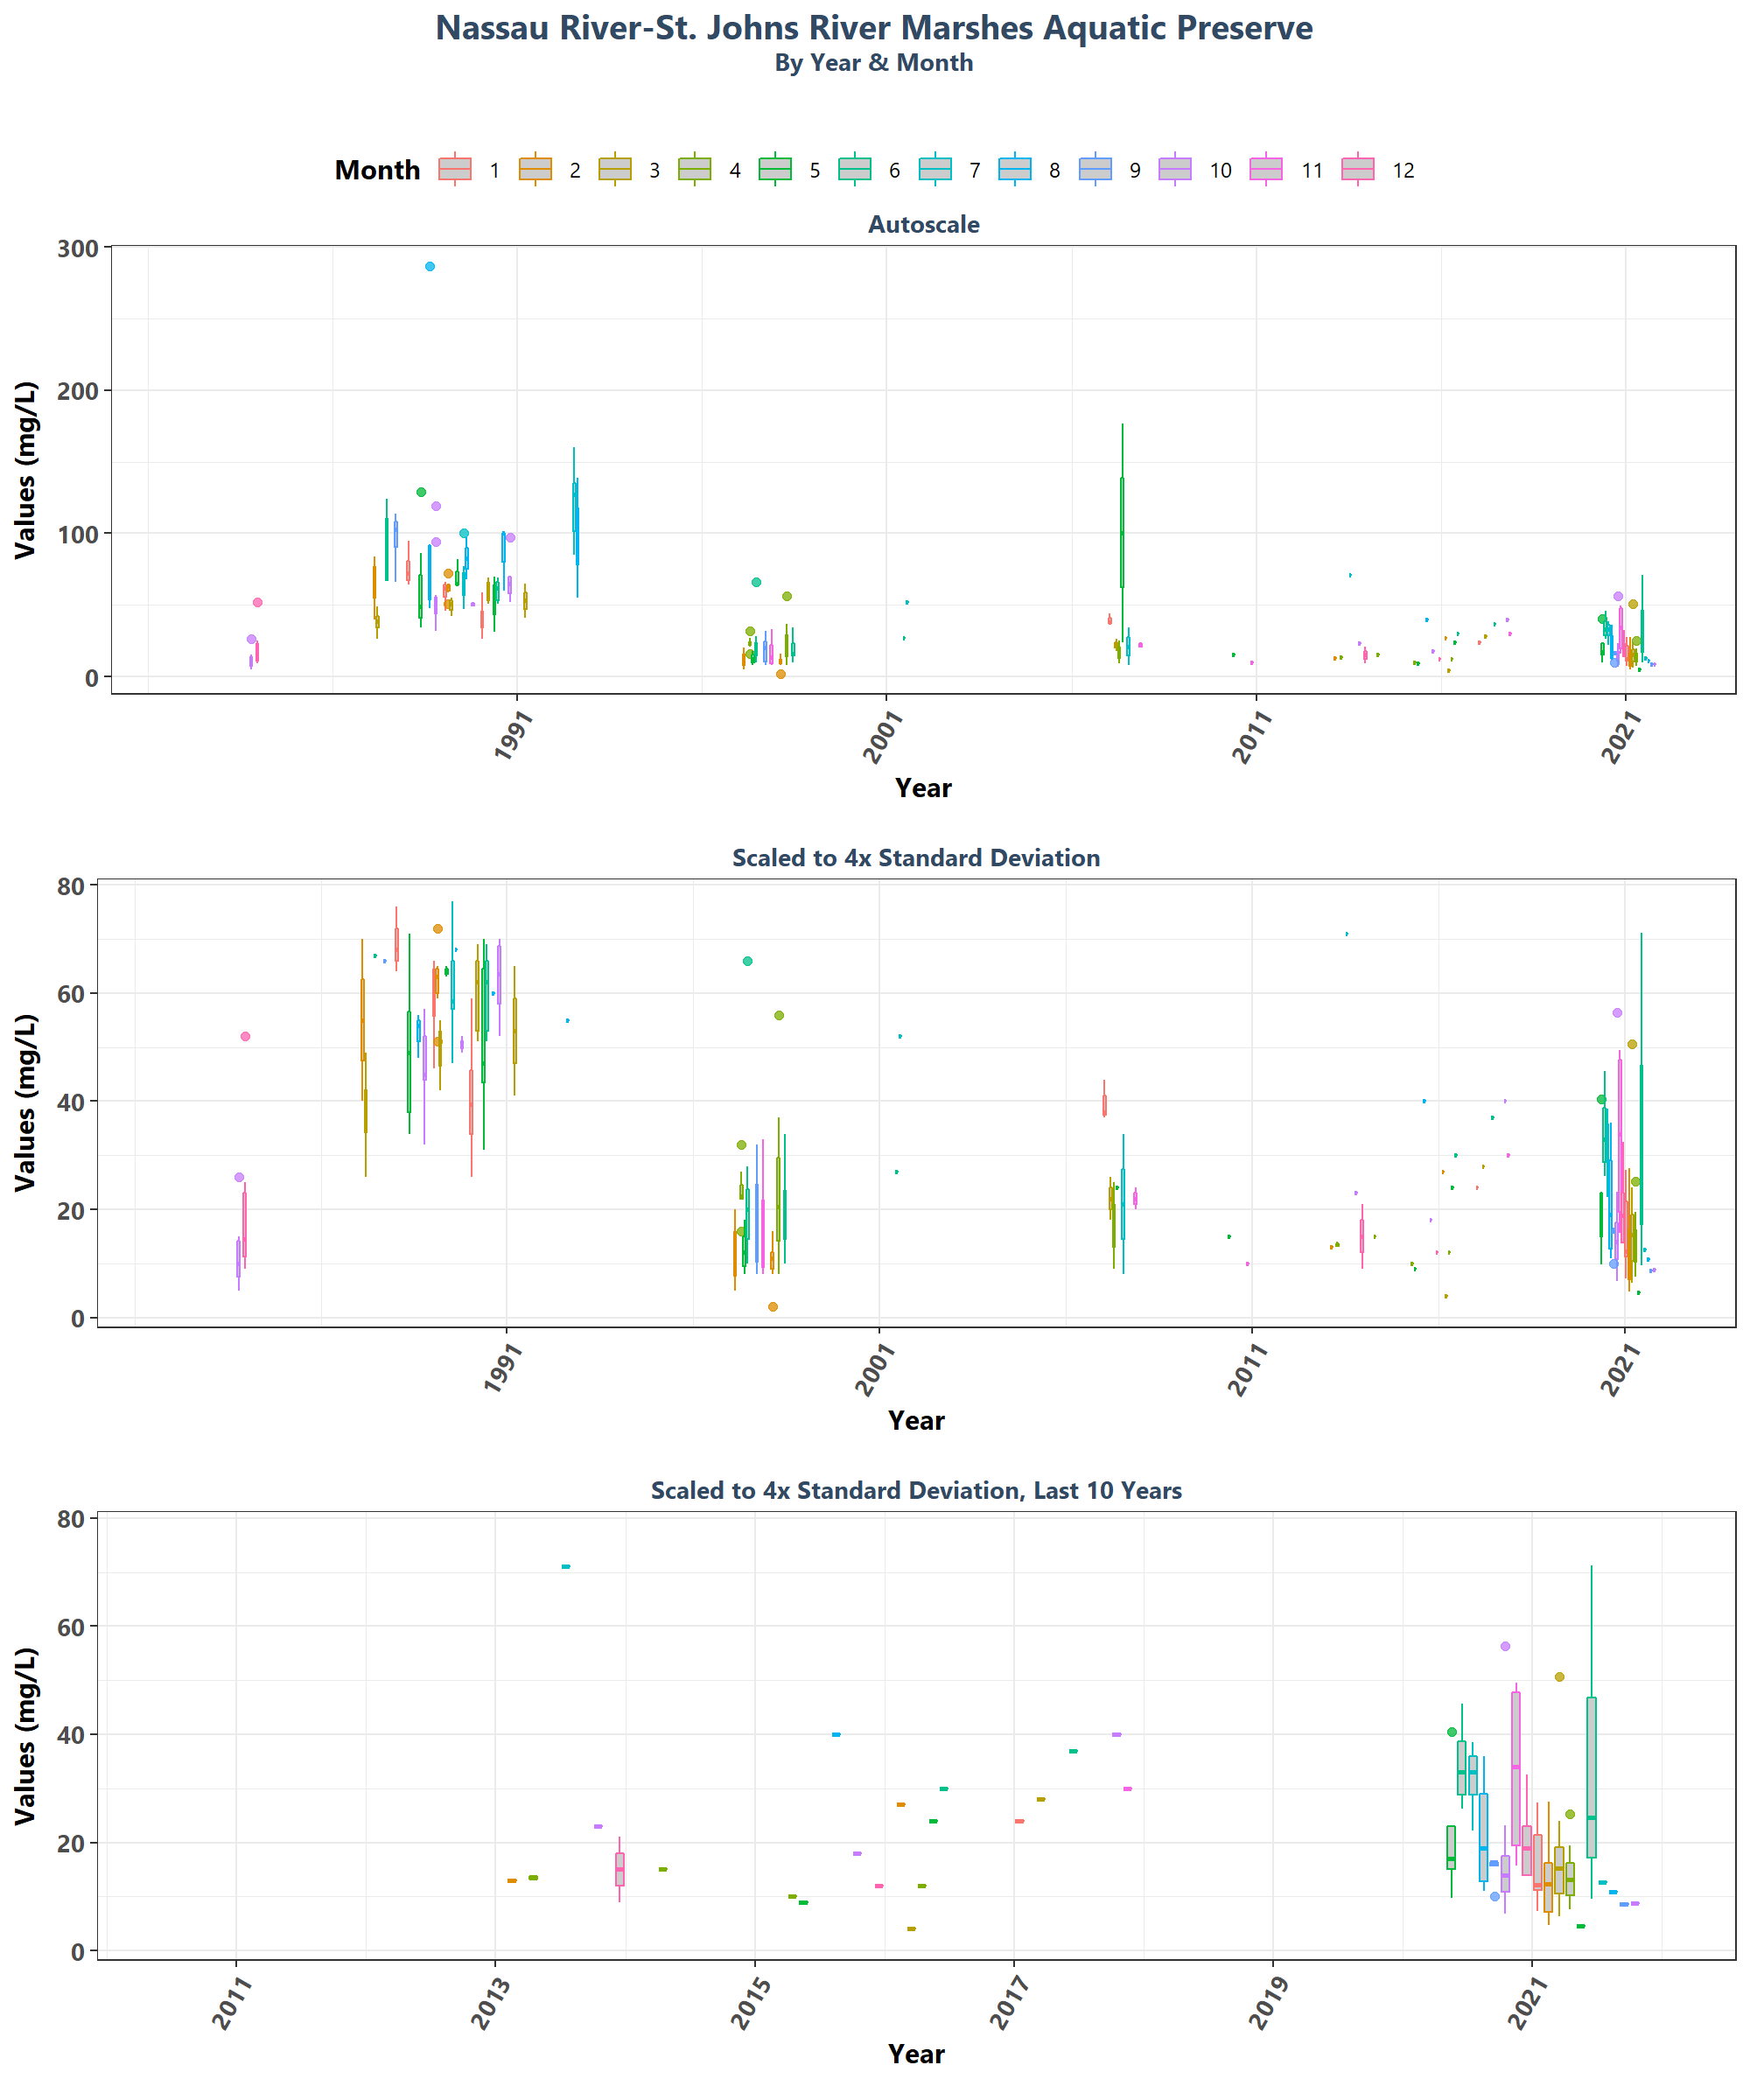 Nassau River-St. Johns River Marshes Aquatic Preserve
By Year & Month
Month 1 2 3 4 5 6 7 8 9 10 11 12
Autoscale
Values (mg/L)
300
200
100
0
1991 2001 2011 2021
Year
Scaled to 4x Standard Deviation
Values (mg/L)
80
60
40
20
0
1991 2001 2011 2021
Year
Scaled to 4x Standard Deviation, Last 10 Years
Values (mg/L)
80
60
40
20
0
2011 2013 2015 2017 2019 2021
Year